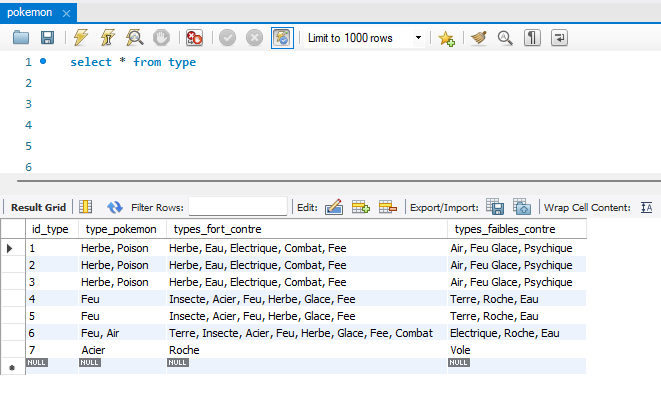 pokemon
Limit to 1000 rows
1 select * from type
2
3
4
5
6
Result Grid Filter Rows: Edit: Export/Import: Wrap Cell Content: IA
id_type type_pokemon types_fort_contre types_faibles_contre
1 Herbe, Poison Herbe, Eau, Electrique, Combat, Fee Air, Feu Glace, Psychique
2 Herbe, Poison Herbe, Eau, Electrique, Combat, Fee Air, Feu Glace, Psychique
3 Herbe, Poison Herbe, Eau, Electrique, Combat, Fee Air, Feu Glace, Psychique
4 Feu Insecte, Acier, Feu, Herbe, Glace, Fee Terre, Roche, Eau
5 Feu Insecte, Acier, Feu, Herbe, Glace, Fee Terre, Roche, Eau
6 Feu, Air Terre, Insecte, Acier, Feu, Herbe, Glace, Fee, Combat Electrique, Roche, Eau
7 Acier Roche Vole
NULL NULL NULL NULL